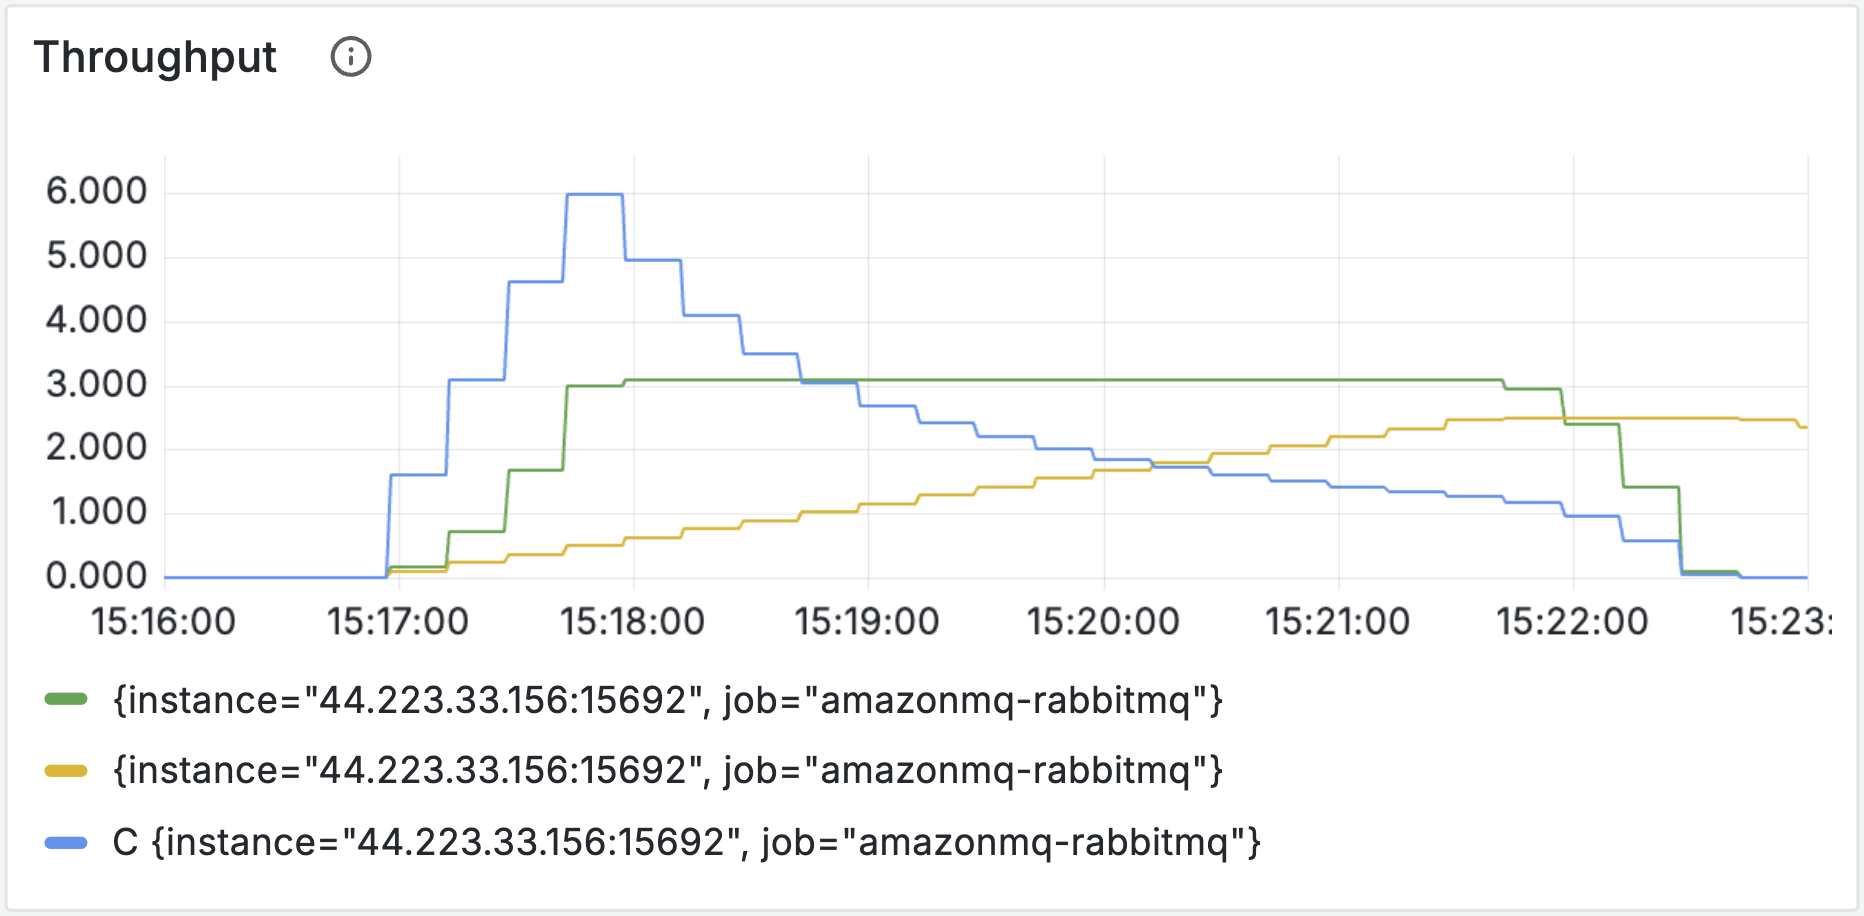 Throughput
6.000
5.000
4.000
3.000
2.000
1.000
0.000
15:16:00 15:17:00 15:18:00 15:19:00 15:20:00 15:21:00 15:22:00 15:23:
{instance="44.223.33.156:15692", job="amazonmq-rabbitmq"}
{instance="44.223.33.156:15692", job="amazonmq-rabbitmq"}
C {instance="44.223.33.156:15692", job="amazonmq-rabbitmq"}